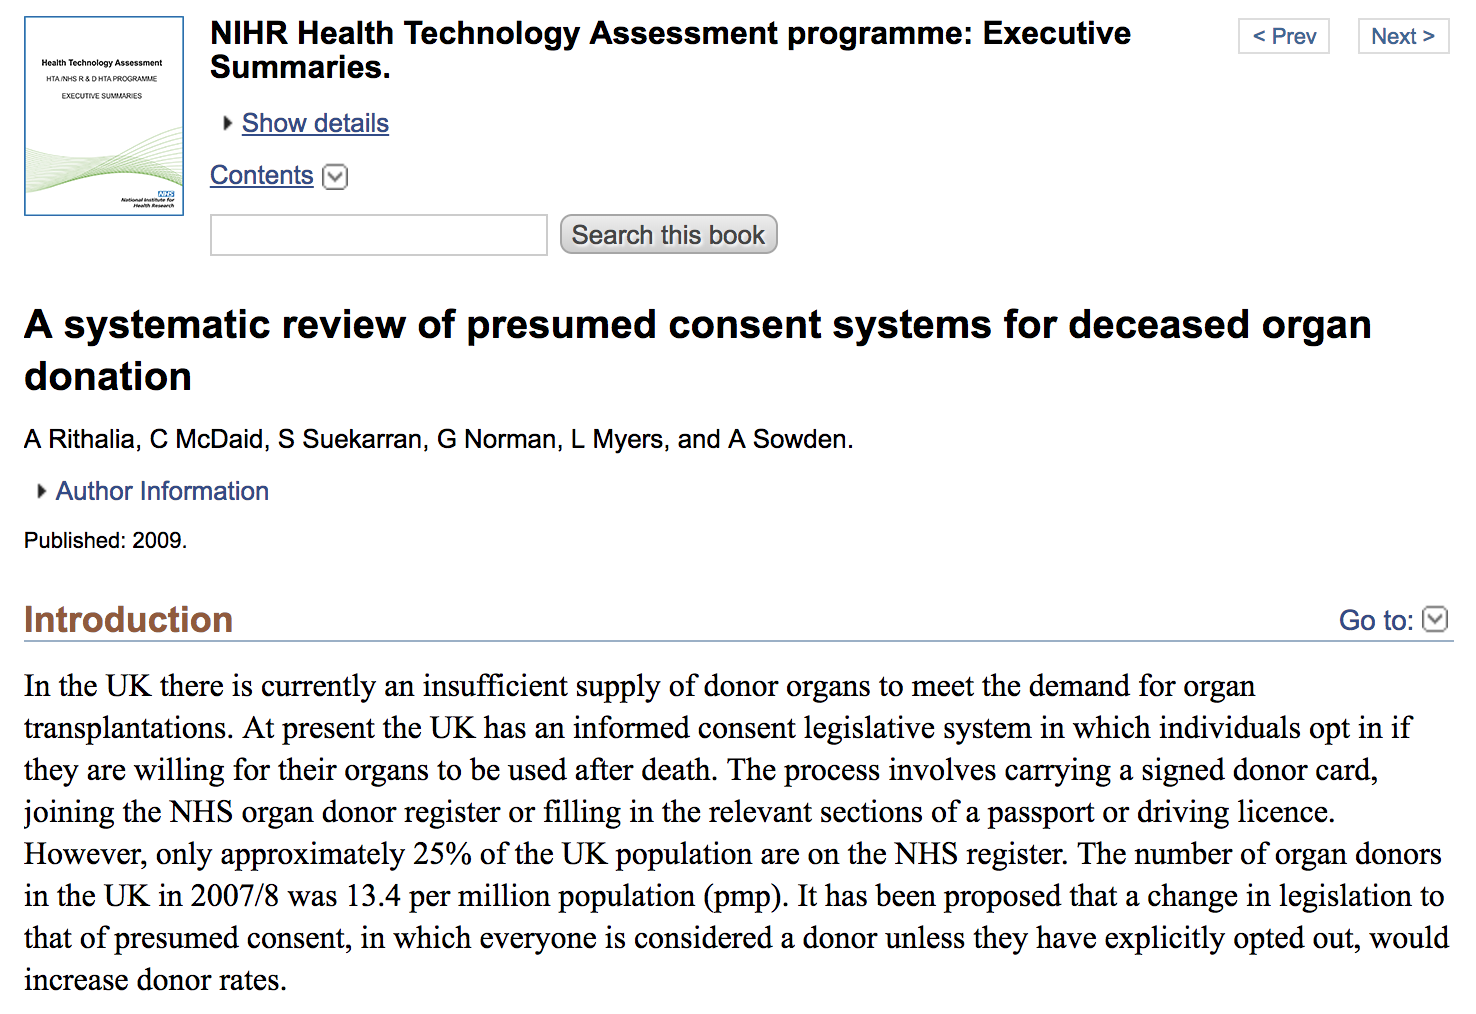 Health Technology Assessment
HTA /NHS R & D HTA PROGRAMME
EXECUTIVE SUMMARIES
NHS
National Institute for
Health Research
NIHR Health Technology Assessment programme: Executive
Summaries.
< Prev
Next >
Show details
Contents
Search this book
A systematic review of presumed consent systems for deceased organ
donation
A Rithalia, C McDaid, S Suekarran, G Norman, L Myers, and A Sowden.
Author Information
Published: 2009.
Introduction
Go to:
In the UK there is currently an insufficient supply of donor organs to meet the demand for organ
transplantations. At present the UK has an informed consent legislative system in which individuals opt in if
they are willing for their organs to be used after death. The process involves carrying a signed donor card,
joining the NHS organ donor register or filling in the relevant sections of a passport or driving licence.
However, only approximately 25% of the UK population are on the NHS register. The number of organ donors
in the UK in 2007/8 was 13.4 per million population (pmp). It has been proposed that a change in legislation to
that of presumed consent, in which everyone is considered a donor unless they have explicitly opted out, would
increase donor rates.